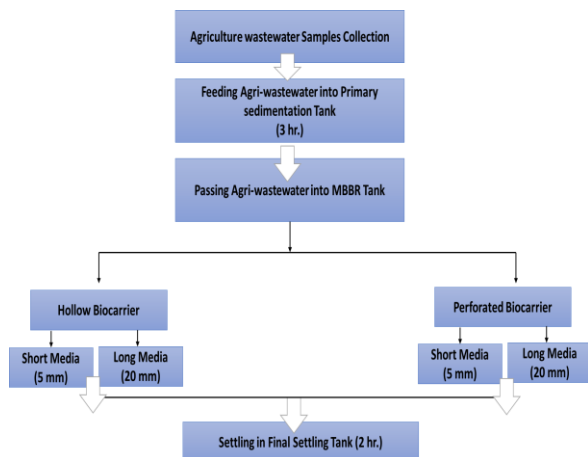 Agriculture wastewater Samples Collection
Feeding Agri-wastewater into Primary
sedimentation Tank
(3 hr.)
Passing Agri-wastewater into MBBR Tank
Hollow Biocarrier
Perforated Biocarrier
Short Media
(5 mm)
Long Media
(20 mm)
Short Media
(5 mm)
Long Media
(20 mm)
Settling in Final Settling Tank (2 hr.)